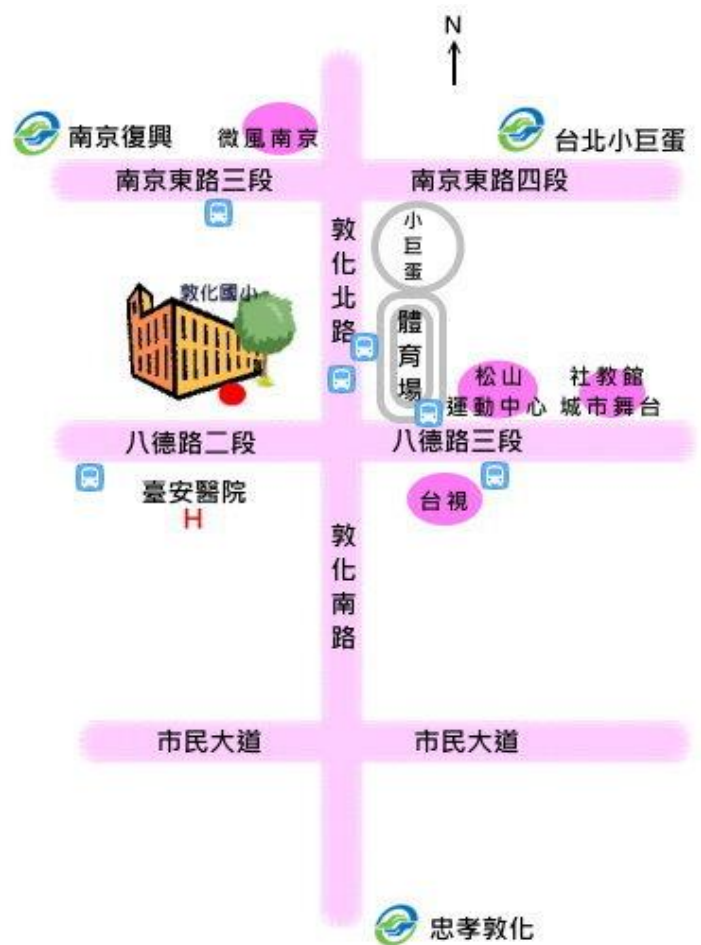 N
南京復興
微風南京
台北小巨蛋
南京東路三段
南京東路四段
小巨蛋
敦化北路
敦化國小
體育場
松山
運動中心
社教館
城市舞台
八德路二段
八德路三段
臺安醫院
H
台視
敦化南路
市民大道
市民大道
忠孝敦化